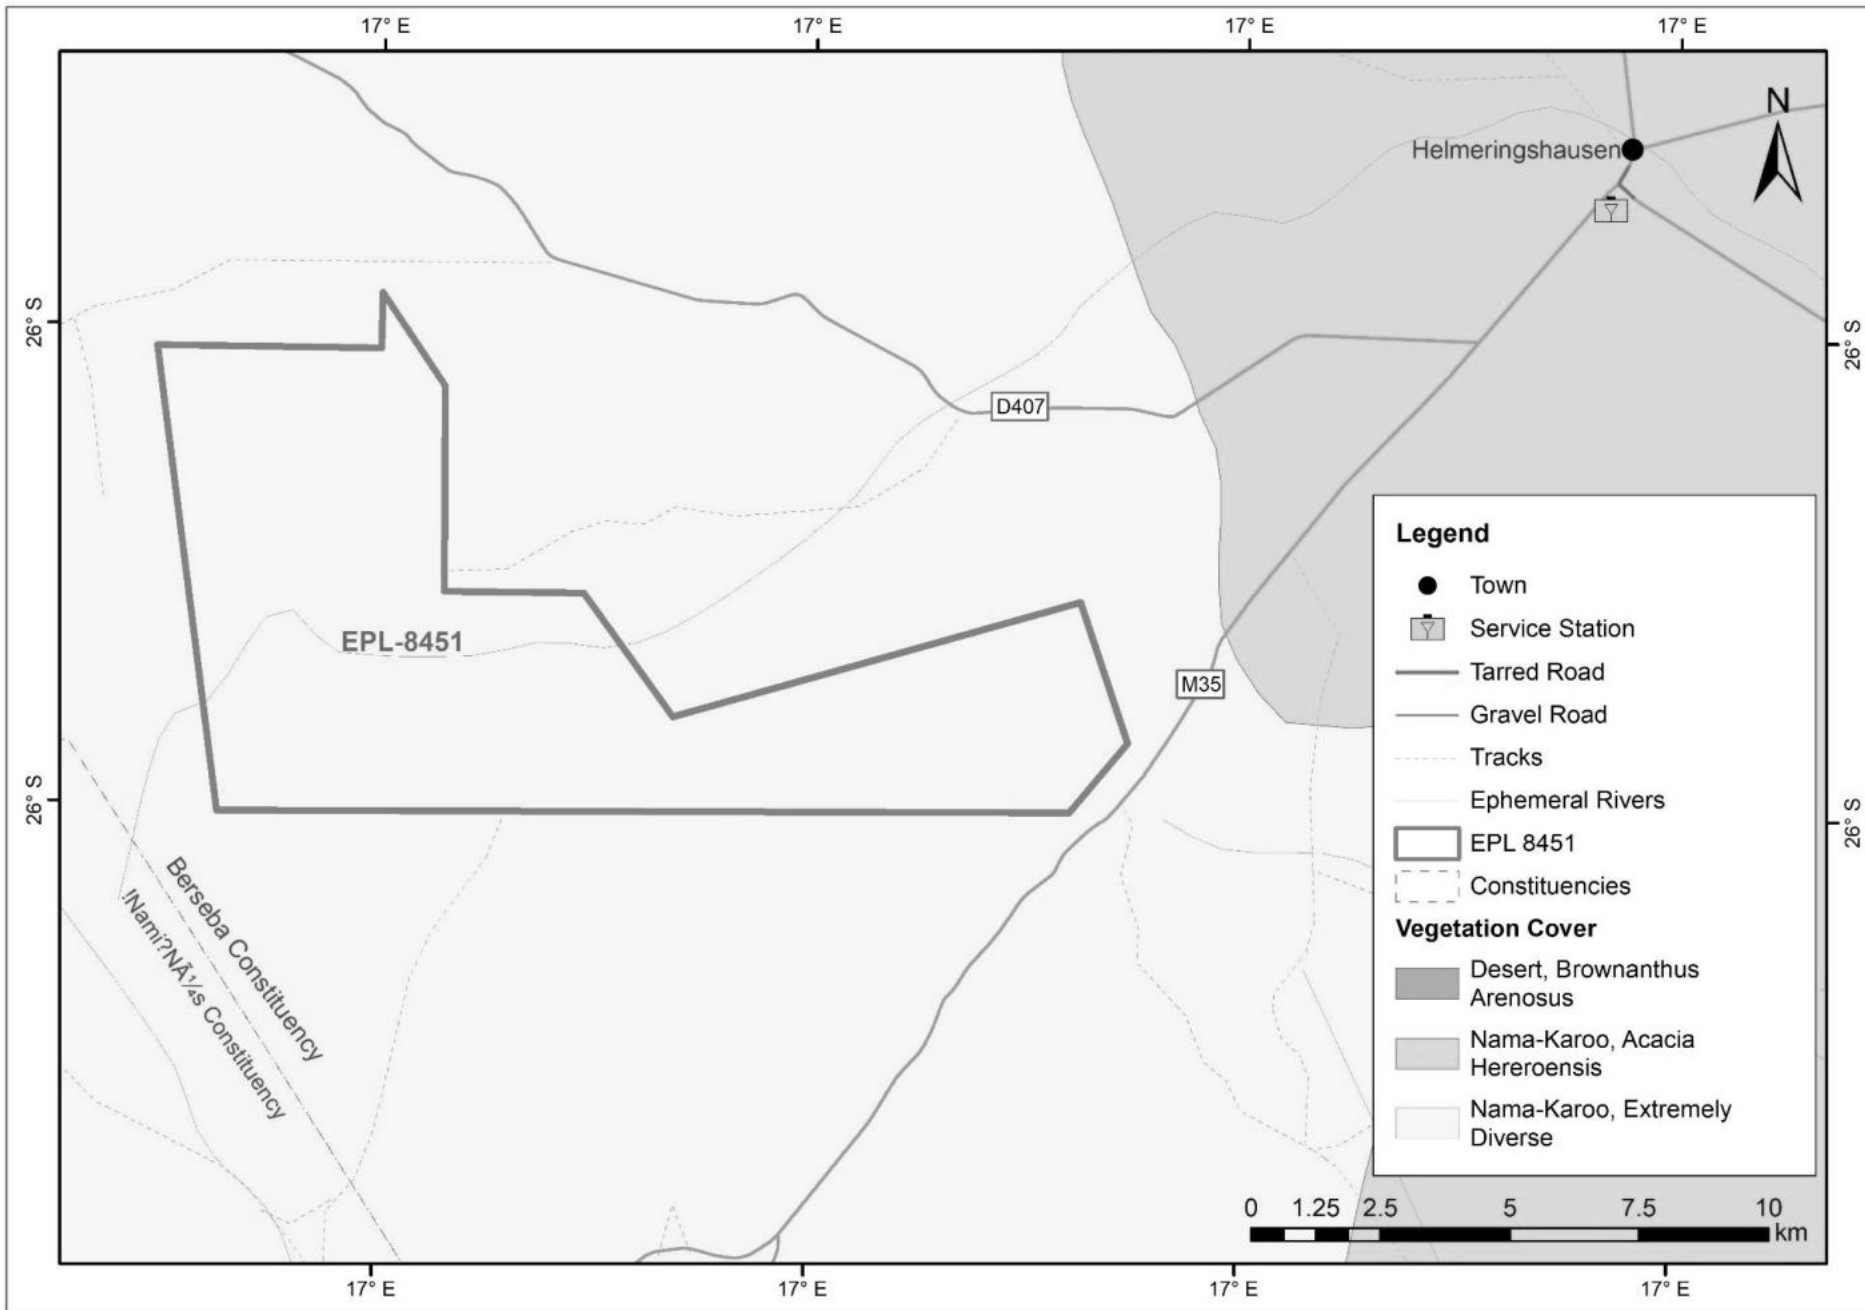 17° E
17° E
17° E
17° E
N
Helmeringshausen
26° S
26° S
D407
EPL-8451
M35
26° S
26° S
Berseba Constituency
!Nami?NÃ¼s Constituency
Legend
Town
Service Station
Tarred Road
Gravel Road
Tracks
Ephemeral Rivers
EPL 8451
Constituencies
Vegetation Cover
Desert, Brownanthus
Arenosus
Nama-Karoo, Acacia
Hereroensis
Nama-Karoo, Extremely
Diverse
0 1.25 2.5 5 7.5 10
km
17° E
17° E
17° E
17° E